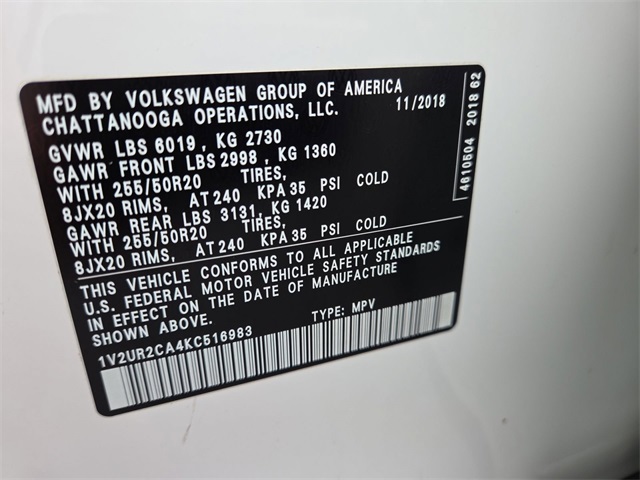 MFD BY VOLKSWAGEN GROUP OF AMERICA
CHATTANOOGA OPERATIONS, LLC. 11/2018
GVWR LBS 6019 , KG 2730
GAWR FRONT LBS 2998 , KG 1360
WITH 255/50R20 TIRES,
8JX20 RIMS, AT 240 KPA 35 PSI COLD
GAWR REAR LBS 3131, KG 1420
WITH 255/50R20 TIRES,
8JX20 RIMS, AT 240 KPA 35 PSI COLD
THIS VEHICLE CONFORMS TO ALL APPLICABLE
U.S. FEDERAL MOTOR VEHICLE SAFETY STANDARDS
IN EFFECT ON THE DATE OF MANUFACTURE
SHOWN ABOVE.
1V2UR2CA4KC516983 TYPE: MPV
4610504 2018 62